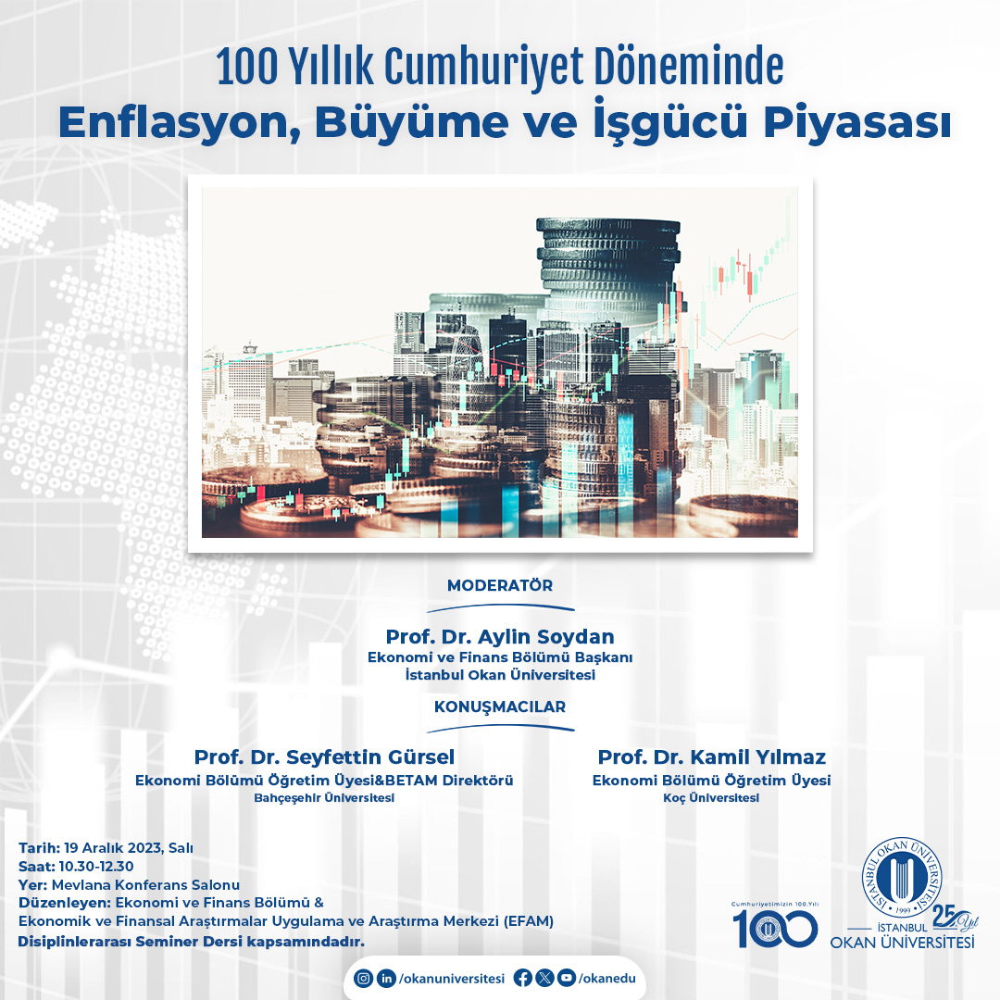 100 Yıllık Cumhuriyet Döneminde
Enflasyon, Büyüme ve İşgücü Piyasası
MODERATÖR
Prof. Dr. Aylin Soydan
Ekonomi ve Finans Bölümü Başkanı
İstanbul Okan Üniversitesi
KONUŞMACILAR
Prof. Dr. Seyfettin Gürsel
Ekonomi Bölümü Öğretim Üyesi&BETAM Direktörü
Bahçeşehir Üniversitesi
Prof. Dr. Kamil Yılmaz
Ekonomi Bölümü Öğretim Üyesi
Koç Üniversitesi
Tarih: 19 Aralık 2023, Salı
Saat: 10.30-12.30
Yer: Mevlana Konferans Salonu
Düzenleyen: Ekonomi ve Finans Bölümü &
Ekonomik ve Finansal Araştırmalar Uygulama ve Araştırma Merkezi (EFAM)
Disiplinlerarası Seminer Dersi kapsamındadır.
Cumhuriyetimizin 100.Yılı
100
İSTANBUL OKAN ÜNİVERSİTESİ
1999
25. Yıl
İSTANBUL
OKAN ÜNİVERSİTESİ
/okanuniversitesi /okanedu